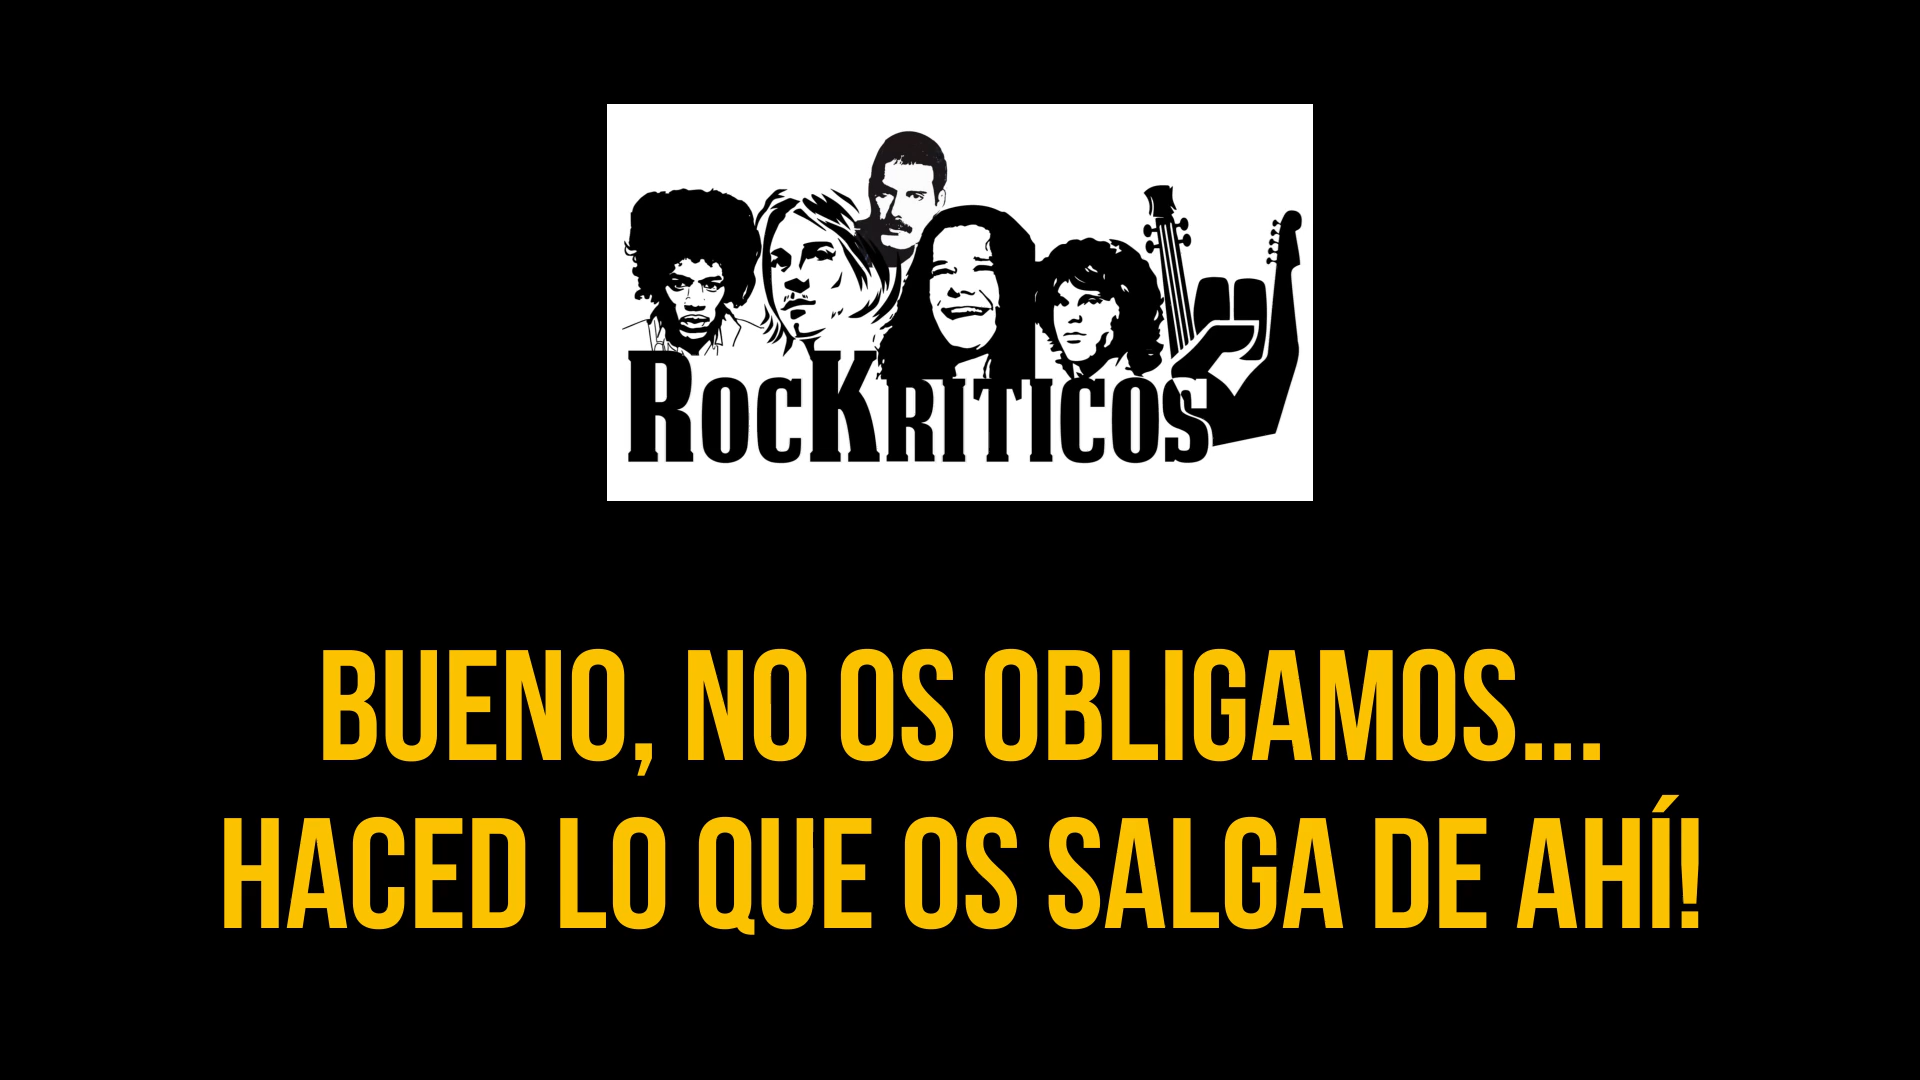 ROCKRITICOS
BUENO, NO OS OBLIGAMOS...
HACED LO QUE OS SALGA DE AHÍ!